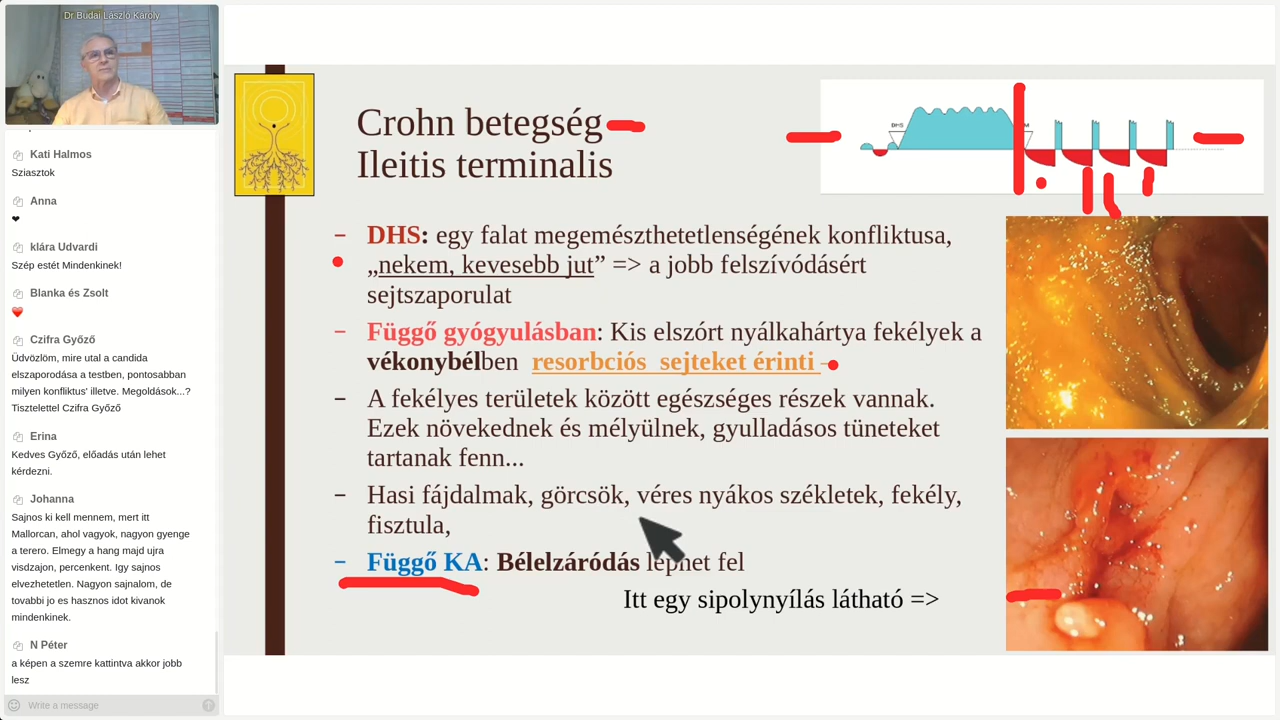 Dr Budai László Károly
Kati Halmos
Sziasztok
Anna
❤
klára Udvardi
Szép estét Mindenkinek!
Blanka és Zsolt
❤️
Czifra Győző
Üdvözlöm, mire utal a candida
elszaporodása a testben, pontosabban
milyen konfliktus' illetve. Megoldások...?
Tisztelettel Czifra Győző
Erina
Kedves Győző, előadás után lehet
kérdezni.
Johanna
Sajnos ki kell mennem, mert itt
Mallorcan, ahol vagyok, nagyon gyenge
a terero. Elmegy a hang majd ujra
visdzajon, percenkent. Igy sajnos
elvezhetetlen. Nagyon sajnalom, de
tovabbi jo es hasznos idot kivanok
mindenkinek.
N Péter
a képen a szemre kattintva akkor jobb
lesz
Write a message
Crohn betegség
Ileitis terminalis
DHS
– DHS: egy falat megemészthetetlenségének konfliktusa,
„nekem, kevesebb jut” => a jobb felszívódásért
sejtszaporulat
– Függő gyógyulásban: Kis elszórt nyálkahártya fekélyek a
vékonybélben resorbciós sejteket érinti –
– A fekélyes területek között egészséges részek vannak.
Ezek növekednek és mélyülnek, gyulladásos tüneteket
tartanak fenn...
– Hasi fájdalmak, görcsök, véres nyákos székletek, fekély,
fisztula,
– Függő KA: Bélelzáródás léphet fel
Itt egy sipolynyílás látható =>